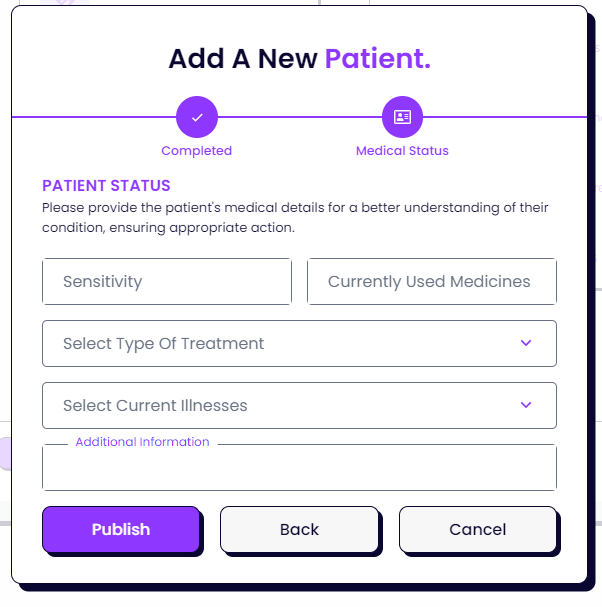 Add A New Patient.
Completed
Medical Status
PATIENT STATUS
Please provide the patient's medical details for a better understanding of their
condition, ensuring appropriate action.
Sensitivity
Currently Used Medicines
Select Type Of Treatment
Select Current Illnesses
Additional Information
Publish
Back
Cancel